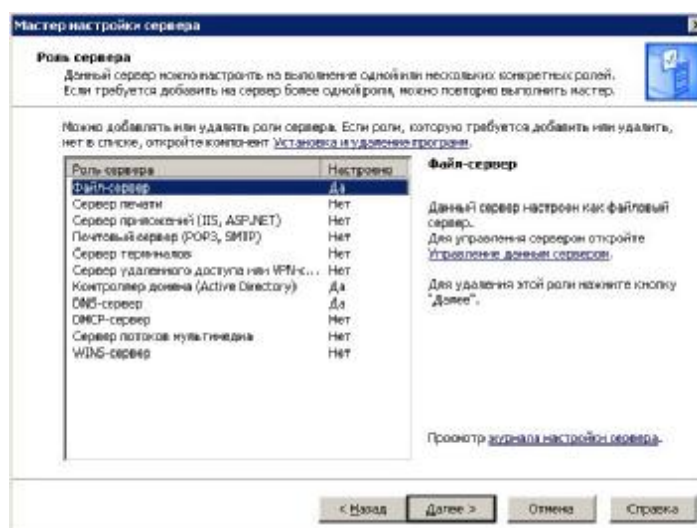 Мастер настройки сервера
Роль сервера
Данный сервер можно настроить на выполнение одной или нескольких конкретных ролей.
Если требуется добавить на сервер более одной роли, можно повторно выполнить мастер.
Можно добавлять или удалять роли сервера. Если роли, которую требуется добавить или удалить,
нет в списке, откройте компонент Установка и удаление программ.
Роль сервера Настроено
Файл-сервер Да
Сервер печати Нет
Сервер приложений (IIS, ASP.NET) Нет
Почтовый сервер (POP3, SMTP) Нет
Сервер терминалов Нет
Сервер удаленного доступа или VPN-с... Нет
Контроллер домена (Active Directory) Да
DNS-сервер Да
DHCP-сервер Нет
Сервер потоков мультимедиа Нет
WINS-сервер Нет
Файл-сервер
Данный сервер настроен как файловый
сервер.
Для управления сервером откройте
Управление данным сервером.
Для удаления этой роли нажмите кнопку
"Далее".
Просмотр журнала настройки сервера.
< Назад Далее > Отмена Справка